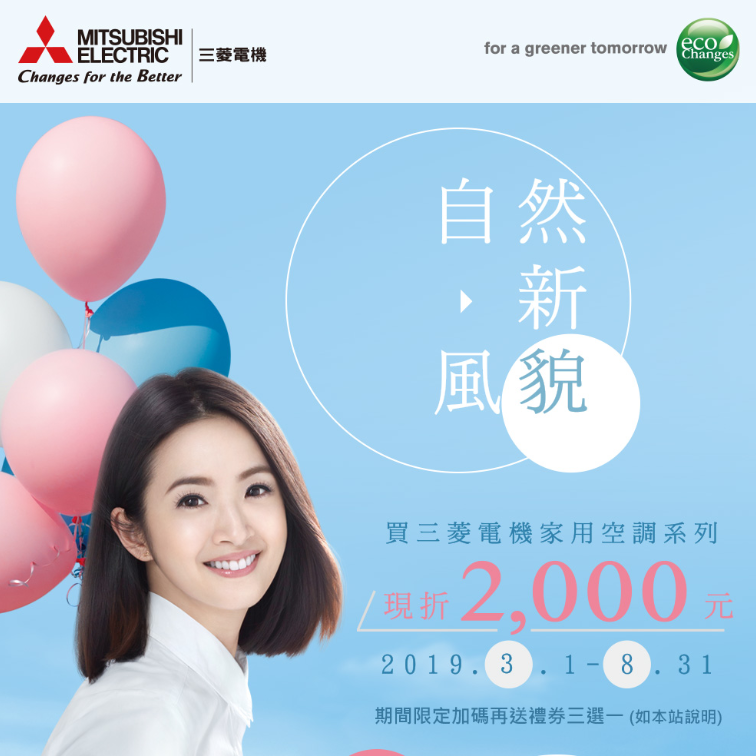 MITSUBISHI
ELECTRIC
Changes for the Better
三菱電機
for a greener tomorrow
eco
Changes
自然
新
風貌
買三菱電機家用空調系列
現折2,000元
2019.3.1-8.31
期間限定加碼再送禮券三選一 (如本站說明)